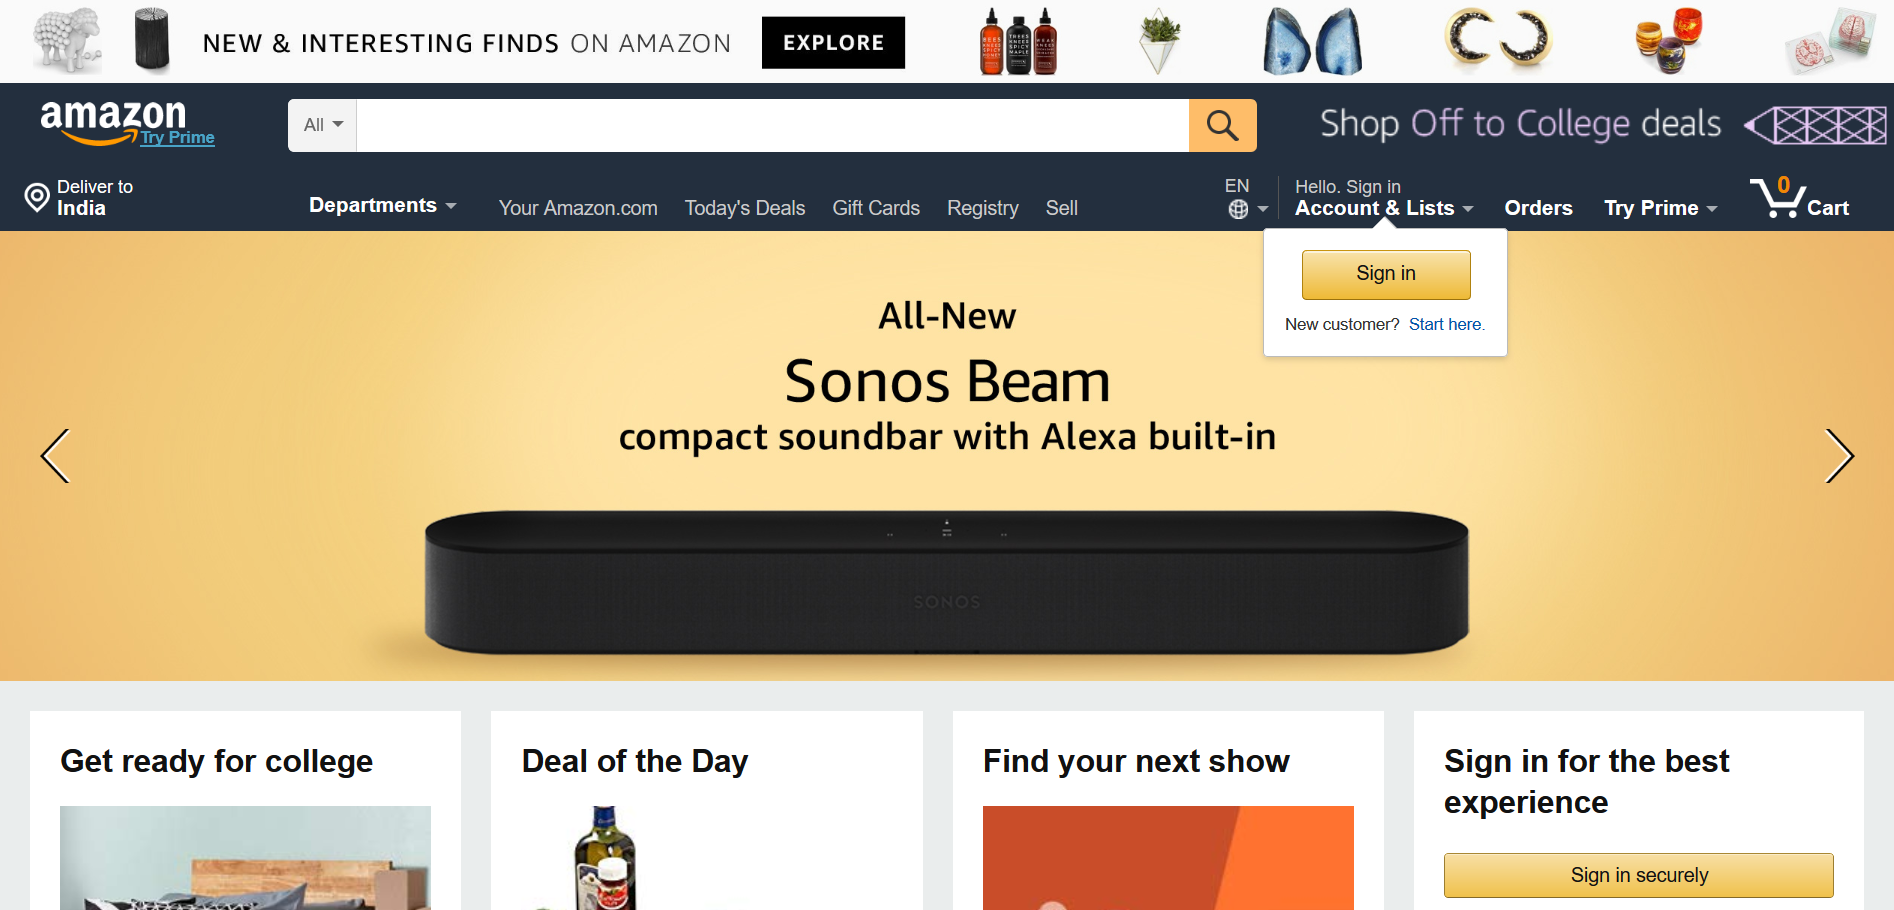 NEW & INTERESTING FINDS ON AMAZON
EXPLORE
amazon
Try Prime
All
Shop Off to College deals
Deliver to
India
Departments
Your Amazon.com
Today's Deals
Gift Cards
Registry
Sell
EN
Hello. Sign in
Account & Lists
Orders
Try Prime
0
Cart
Sign in
New customer? Start here.
All-New
Sonos Beam
compact soundbar with Alexa built-in
SONOS
Get ready for college
Deal of the Day
Find your next show
Sign in for the best
experience
Sign in securely